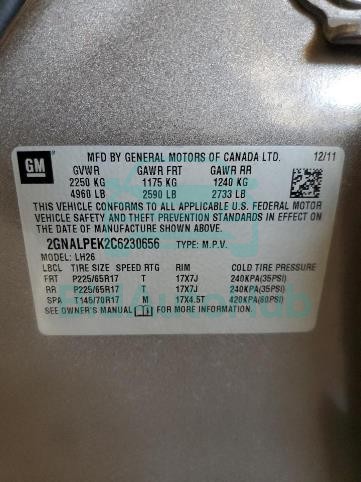 GM
MFD BY GENERAL MOTORS OF CANADA LTD. 12/11
GVWR GAWR FRT GAWR RR
2250 KG 1175 KG 1240 KG
4960 LB 2590 LB 2733 LB
THIS VEHICLE CONFORMS TO ALL APPLICABLE U.S. FEDERAL MOTOR
VEHICLE SAFETY AND THEFT PREVENTION STANDARDS IN EFFECT ON
THE DATE OF MANUFACTURE SHOWN ABOVE.
2GNALPEK2C6230656 TYPE: M.P.V.
MODEL: LH26
LBCL TIRE SIZE SPEED RTG RIM COLD TIRE PRESSURE
FRT P225/65R17 T 17X7J 240KPA(35PSI)
RR P225/65R17 T 17X7J 240KPA(35PSI)
SPA T145/70R17 M 17X4.5T 420KPA(60PSI)
SEE OWNER'S MANUAL FOR MORE INFORMATION.